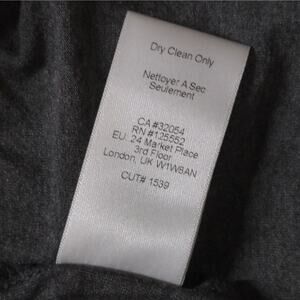 Dry Clean Only
Nettoyer A Sec
Seulement
CA #32054
RN #125552
EU: 24 Market Place
3rd Floor
London, UK W1W8AN
CUT# 1539